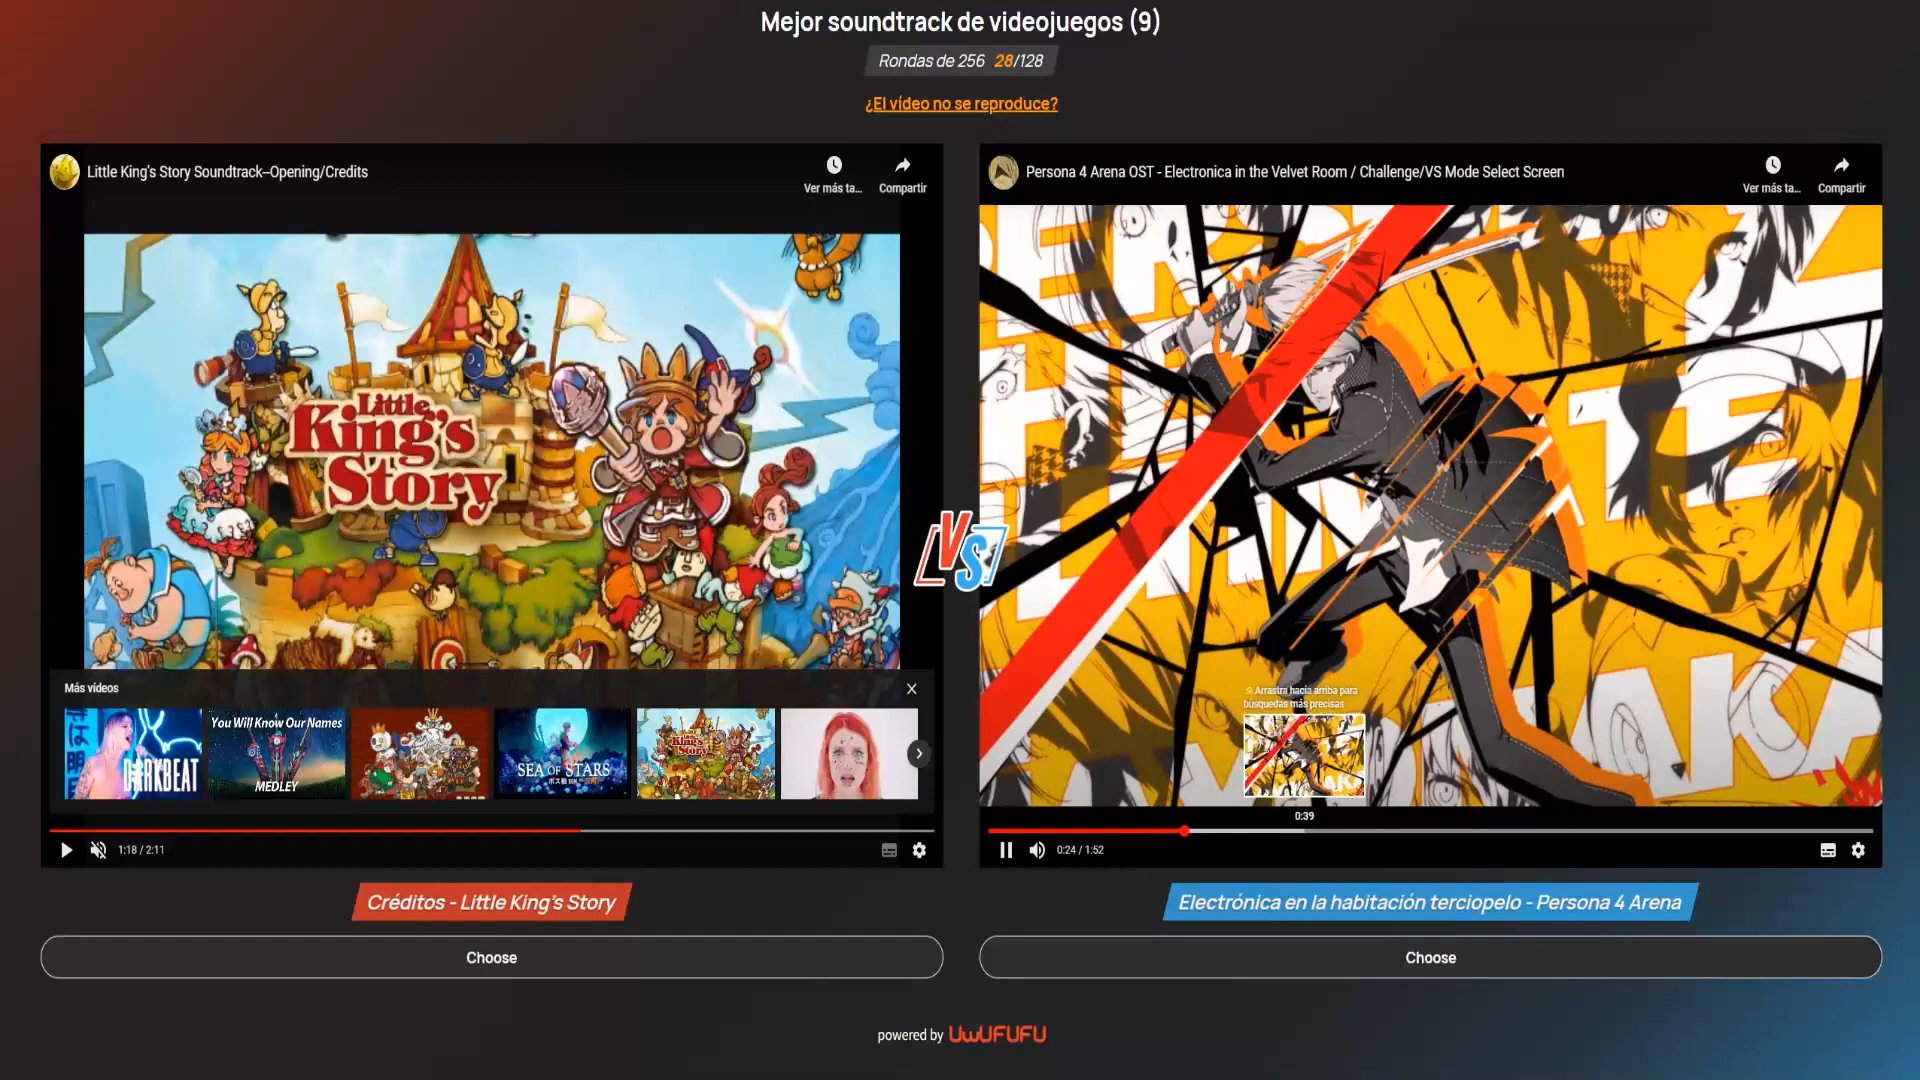 Mejor soundtrack de videojuegos (9)
Rondas de 256 28/128
¿El vídeo no se reproduce?
Little King's Story Soundtrack--Opening/Credits
Ver más ta...
Compartir
Little King's Story
Más vídeos
DARKBEAT
You Will Know Our Names
MEDLEY
SEA OF STARS
King's Story
1:18 / 2:11
VS
Persona 4 Arena OST - Electronica in the Velvet Room / Challenge/VS Mode Select Screen
Ver más ta...
Compartir
Arrastra hacia arriba para
búsquedas más precisas
0:39
0:24 / 1:52
Créditos - Little King's Story
Electrónica en la habitación terciopelo - Persona 4 Arena
Choose
Choose
powered by UwUFUFU